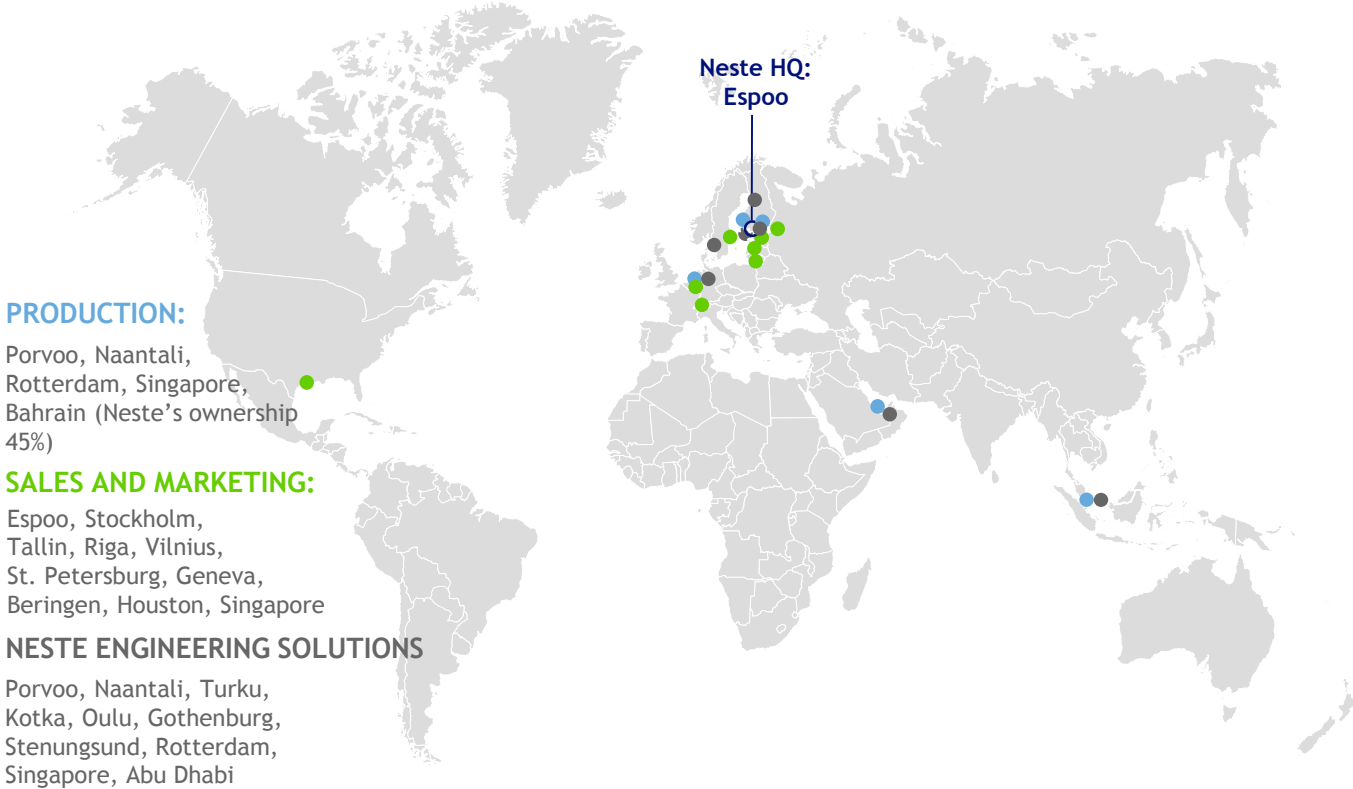 Neste HQ:
Espoo
PRODUCTION:
Porvoo, Naantali,
Rotterdam, Singapore,
Bahrain (Neste’s ownership
45%)
SALES AND MARKETING:
Espoo, Stockholm,
Tallin, Riga, Vilnius,
St. Petersburg, Geneva,
Beringen, Houston, Singapore
NESTE ENGINEERING SOLUTIONS
Porvoo, Naantali, Turku,
Kotka, Oulu, Gothenburg,
Stenungsund, Rotterdam,
Singapore, Abu Dhabi